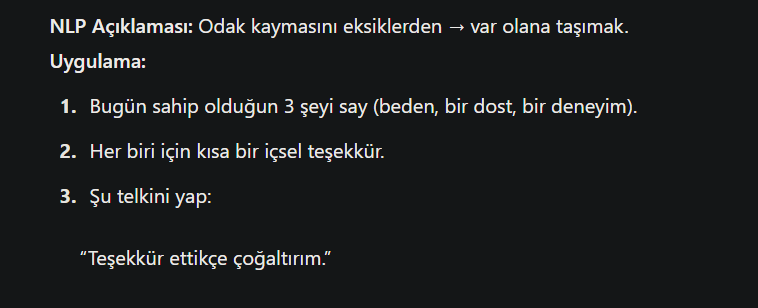 NLP Açıklaması: Odak kaymasını eksiklerden → var olana taşımak.
Uygulama:
1. Bugün sahip olduğun 3 şeyi say (beden, bir dost, bir deneyim).
2. Her biri için kısa bir içsel teşekkür.
3. Şu telkini yap:
“Teşekkür ettikçe çoğaltırım.”